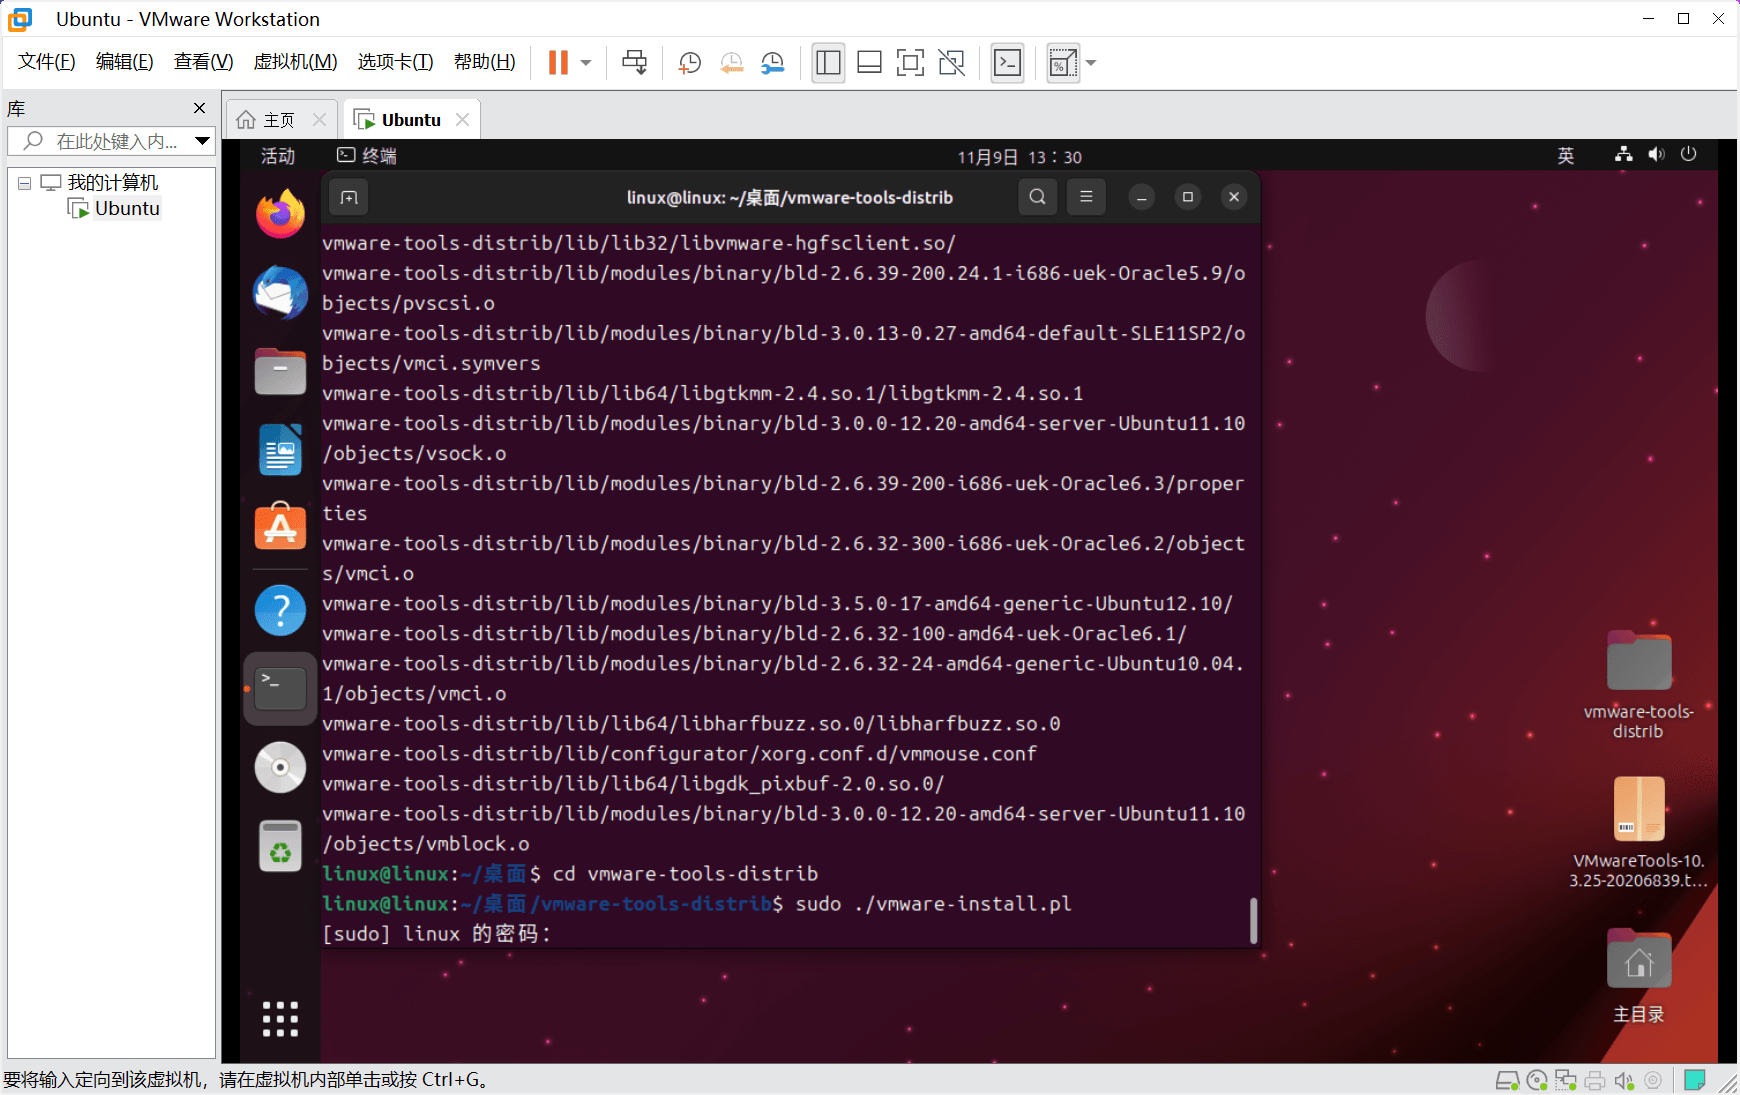 Ubuntu - VMware Workstation
文件(F) 编辑(E) 查看(V) 虚拟机(M) 选项卡(T) 帮助(H)
库
在此处键入内...
我的计算机
Ubuntu
主页
Ubuntu
活动
终端
11月9日 13：30
英
linux@linux: ~/桌面/vmware-tools-distrib
vmware-tools-distrib/lib/lib32/libvmware-hgfsclient.so/
vmware-tools-distrib/lib/modules/binary/bld-2.6.39-200.24.1-i686-uek-Oracle5.9/o
bjects/pvscsi.o
vmware-tools-distrib/lib/modules/binary/bld-3.0.13-0.27-amd64-default-SLE11SP2/o
bjects/vmci.symvers
vmware-tools-distrib/lib/lib64/libgtkmm-2.4.so.1/libgtkmm-2.4.so.1
vmware-tools-distrib/lib/modules/binary/bld-3.0.0-12.20-amd64-server-Ubuntu11.10
/objects/vsock.o
vmware-tools-distrib/lib/modules/binary/bld-2.6.39-200-i686-uek-Oracle6.3/proper
ties
vmware-tools-distrib/lib/modules/binary/bld-2.6.32-300-i686-uek-Oracle6.2/object
s/vmci.o
vmware-tools-distrib/lib/modules/binary/bld-3.5.0-17-amd64-generic-Ubuntu12.10/
vmware-tools-distrib/lib/modules/binary/bld-2.6.32-100-amd64-uek-Oracle6.1/
vmware-tools-distrib/lib/modules/binary/bld-2.6.32-24-amd64-generic-Ubuntu10.04.
1/objects/vmci.o
vmware-tools-distrib/lib/lib64/libharfbuzz.so.0/libharfbuzz.so.0
vmware-tools-distrib/lib/configurator/xorg.conf.d/vmmouse.conf
vmware-tools-distrib/lib/lib64/libgdk_pixbuf-2.0.so.0/
vmware-tools-distrib/lib/modules/binary/bld-3.0.0-12.20-amd64-server-Ubuntu11.10
/objects/vmblock.o
linux@linux:~/桌面$ cd vmware-tools-distrib
linux@linux:~/桌面/vmware-tools-distrib$ sudo ./vmware-install.pl
[sudo] linux 的密码：
vmware-tools-
distrib
VMwareTools-10.
3.25-20206839.t...
主目录
要将输入定向到该虚拟机，请在虚拟机内部单击或按 Ctrl+G。